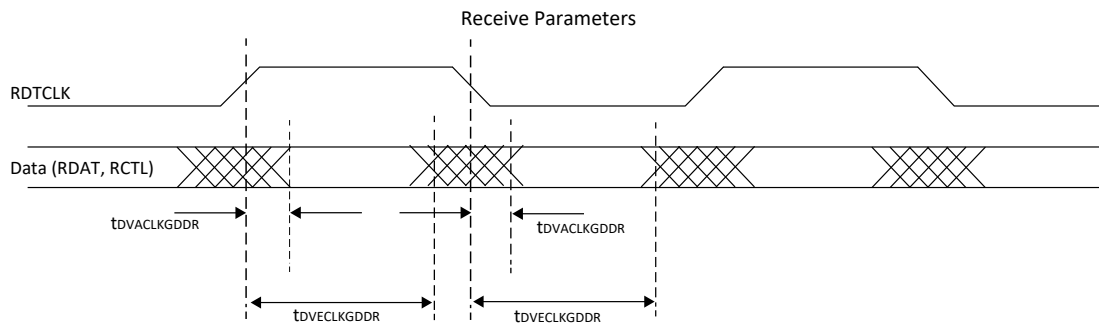 Receive Parameters
RDTCLK
Data (RDAT, RCTL)
tDVACLKGDDR
tDVACLKGDDR
tDVECLKGDDR
tDVECLKGDDR